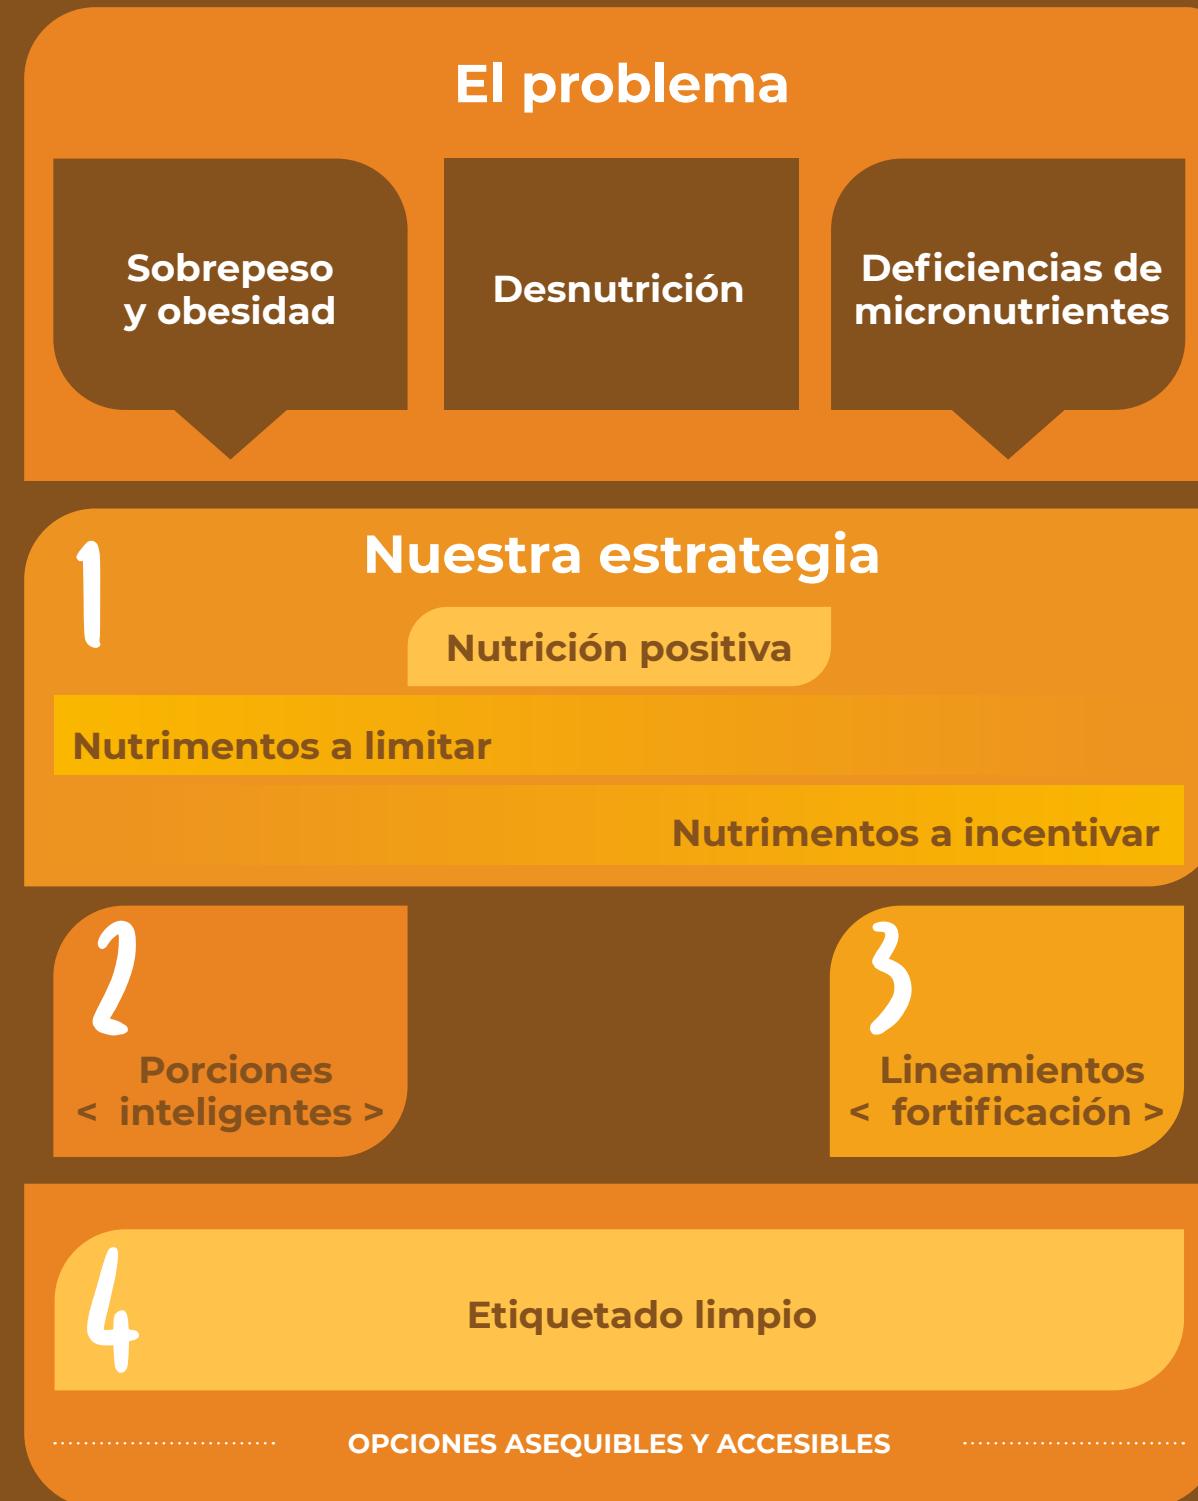 El problema
Sobrepeso
y obesidad
Desnutrición
Deficiencias de
micronutrientes
1
Nuestra estrategia
Nutrición positiva
Nutrimentos a limitar
Nutrimentos a incentivar
2
Porciones
< inteligentes >
3
Lineamientos
< fortificación >
4
Etiquetado limpio
OPCIONES ASEQUIBLES Y ACCESIBLES